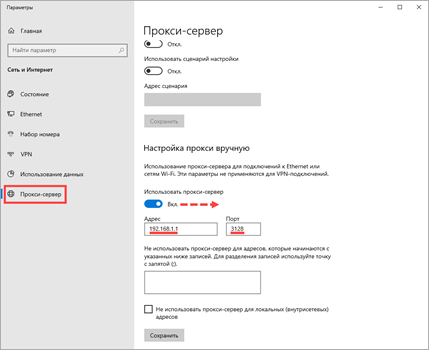 Параметры
Главная
Найти параметр
Сеть и Интернет
Состояние
Ethernet
Набор номера
VPN
Использование данных
Прокси-сервер
Прокси-сервер
Откл.
Использовать сценарий настройки
Откл.
Адрес сценария
Сохранить
Настройка прокси вручную
Использование прокси-сервера для подключений к Ethernet или
сетям Wi-Fi. Эти параметры не применяются для VPN-подключений.
Использовать прокси-сервер
Вкл.
Адрес Порт
192.168.1.1 3128
Не использовать прокси-сервер для адресов, которые начинаются с
указанных ниже записей. Для разделения записей используйте точку
с запятой (;).
Не использовать прокси-сервер для локальных (внутрисетевых)
адресов
Сохранить